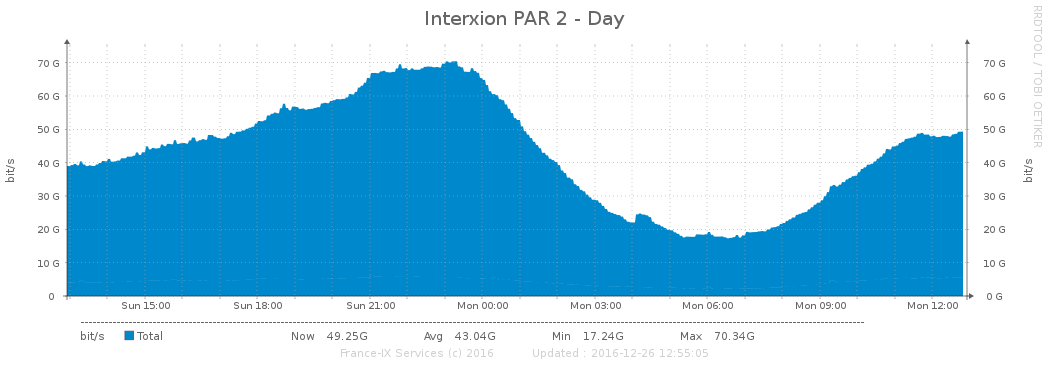 Interxion PAR 2 - Day
RRDTOOL / TOBI OETIKER
bit/s
bit/s
70 G 70 G
60 G 60 G
50 G 50 G
40 G 40 G
30 G 30 G
20 G 20 G
10 G 10 G
0 0 G
Sun 15:00 Sun 18:00 Sun 21:00 Mon 00:00 Mon 03:00 Mon 06:00 Mon 09:00 Mon 12:00
bit/s Total Now 49.25G Avg 43.04G Min 17.24G Max 70.34G
France-IX Services (c) 2016 Updated : 2016-12-26 12:55:05